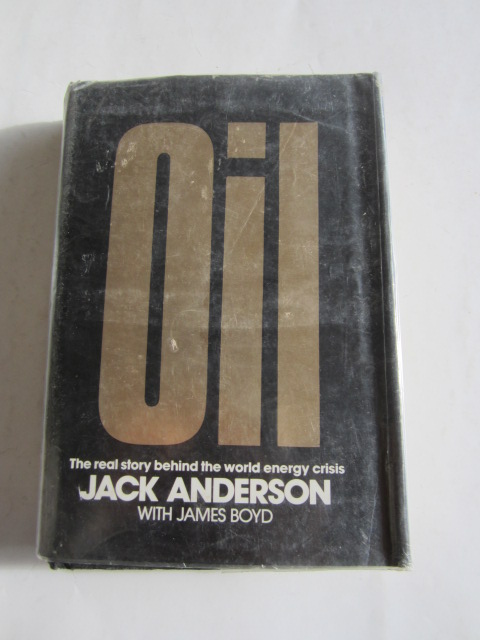 Oil
The real story behind the world energy crisis
JACK ANDERSON
WITH JAMES BOYD